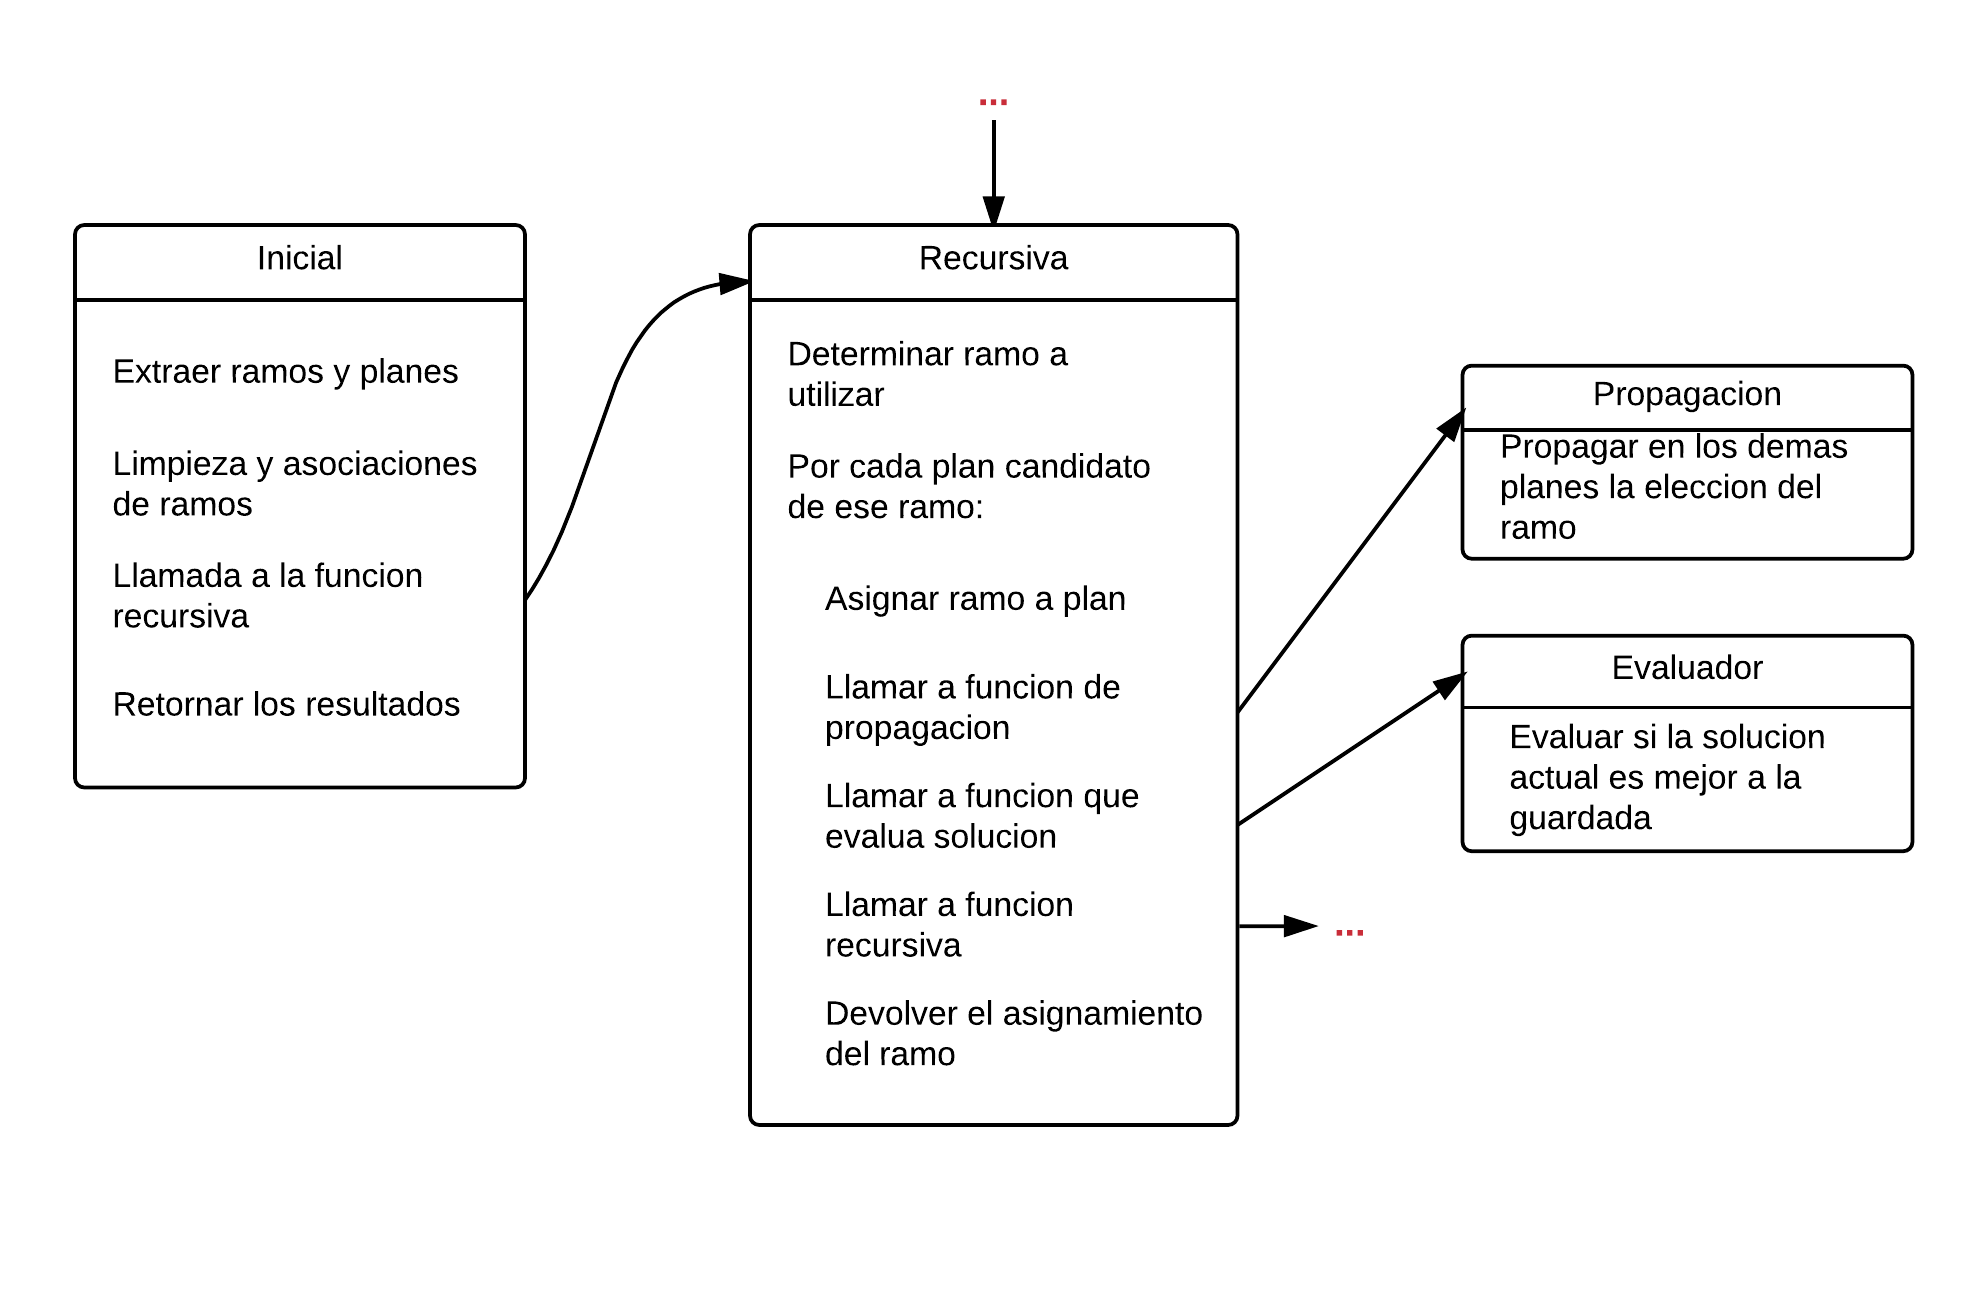 ...
Inicial
Extraer ramos y planes
Limpieza y asociaciones
de ramos
Llamada a la funcion
recursiva
Retornar los resultados
Recursiva
Determinar ramo a
utilizar
Por cada plan candidato
de ese ramo:
Asignar ramo a plan
Llamar a funcion de
propagacion
Llamar a funcion que
evalua solucion
Llamar a funcion
recursiva
Devolver el asignamiento
del ramo
Propagacion
Propagar en los demas
planes la eleccion del
ramo
Evaluador
Evaluar si la solucion
actual es mejor a la
guardada
...